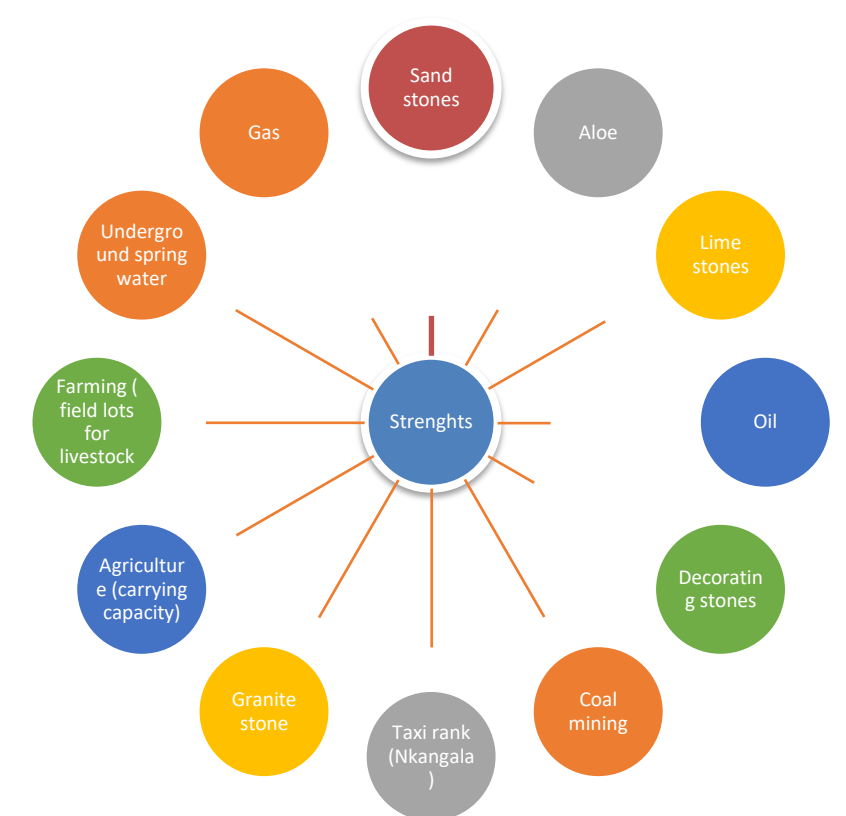 Sand
stones
Aloe
Lime
stones
Oil
Decoratin
g stones
Coal
mining
Taxi rank
(Nkangala
)
Granite
stone
Agricultur
e (carrying
capacity)
Farming (
field lots
for
livestock
Undergro
und spring
water
Gas
Strenghts